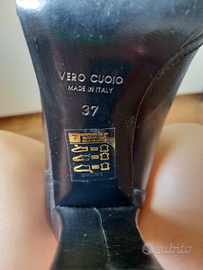 VERO CUOIO
MADE IN ITALY
37
subito